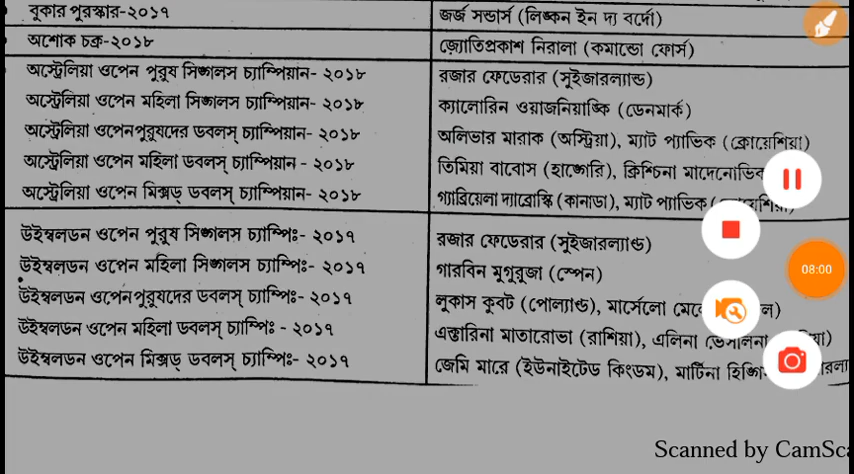 বুকার পুরস্কার-২০১৭ জর্জ সন্ডার্স (লিঙ্কন ইন দ্য বর্দো)
অশোক চক্র-২০১৮ জ্যোতিপ্রকাশ নিরালা (কমান্ডো ফোর্স)
অস্ট্রেলিয়া ওপেন পুরুষ সিঙ্গলস চ্যাম্পিয়ান- ২০১৮ রজার ফেডেরার (সুইজারল্যান্ড)
অস্ট্রেলিয়া ওপেন মহিলা সিঙ্গলস চ্যাম্পিয়ান- ২০১৮ ক্যালোরিন ওয়াজনিয়াঙ্কি (ডেনমার্ক)
অস্ট্রেলিয়া ওপেনপুরুষদের ডবলস্ চ্যাম্পিয়ান- ২০১৮ অলিভার মারাক (অস্ট্রিয়া), ম্যাট প্যাভিক (ক্রোয়েশিয়া)
অস্ট্রেলিয়া ওপেন মহিলা ডবলস্ চ্যাম্পিয়ান - ২০১৮ তিমিয়া বাবোস (হাঙ্গেরি), ক্রিশ্চিনা
অস্ট্রেলিয়া ওপেন মিক্সড্ ডবলস্ চ্যাম্পিয়ান- ২০১৮ গ্যাব্রিয়েলা দ্যাব্রোস্কি (কানাডা), ম্যাট প্যাভিক
উইম্বলডন ওপেন পুরুষ সিঙ্গলস চ্যাম্পিঃ- ২০১৭ রজার ফেডেরার (সুইজারল্যান্ড)
উইম্বলডন ওপেন মহিলা সিঙ্গলস চ্যাম্পিঃ- ২০১৭ গারবিন মুগুরুজা (স্পেন)
উইম্বলডন ওপেনপুরুষদের ডবলস্ চ্যাম্পিঃ- ২০১৭ লুকাস কুবট (পোল্যান্ড), মার্সেলো
উইম্বলডন ওপেন মহিলা ডবলস্ চ্যাম্পিঃ - ২০১৭ এক্তারিনা মাতারোভা (রাশিয়া), এলিনা
উইম্বলডন ওপেন মিক্সড্ ডবলস্ চ্যাম্পিঃ- ২০১৭ জেমি মারে (ইউনাইটেড কিংডম), মার্টিনা
08:00
Scanned by